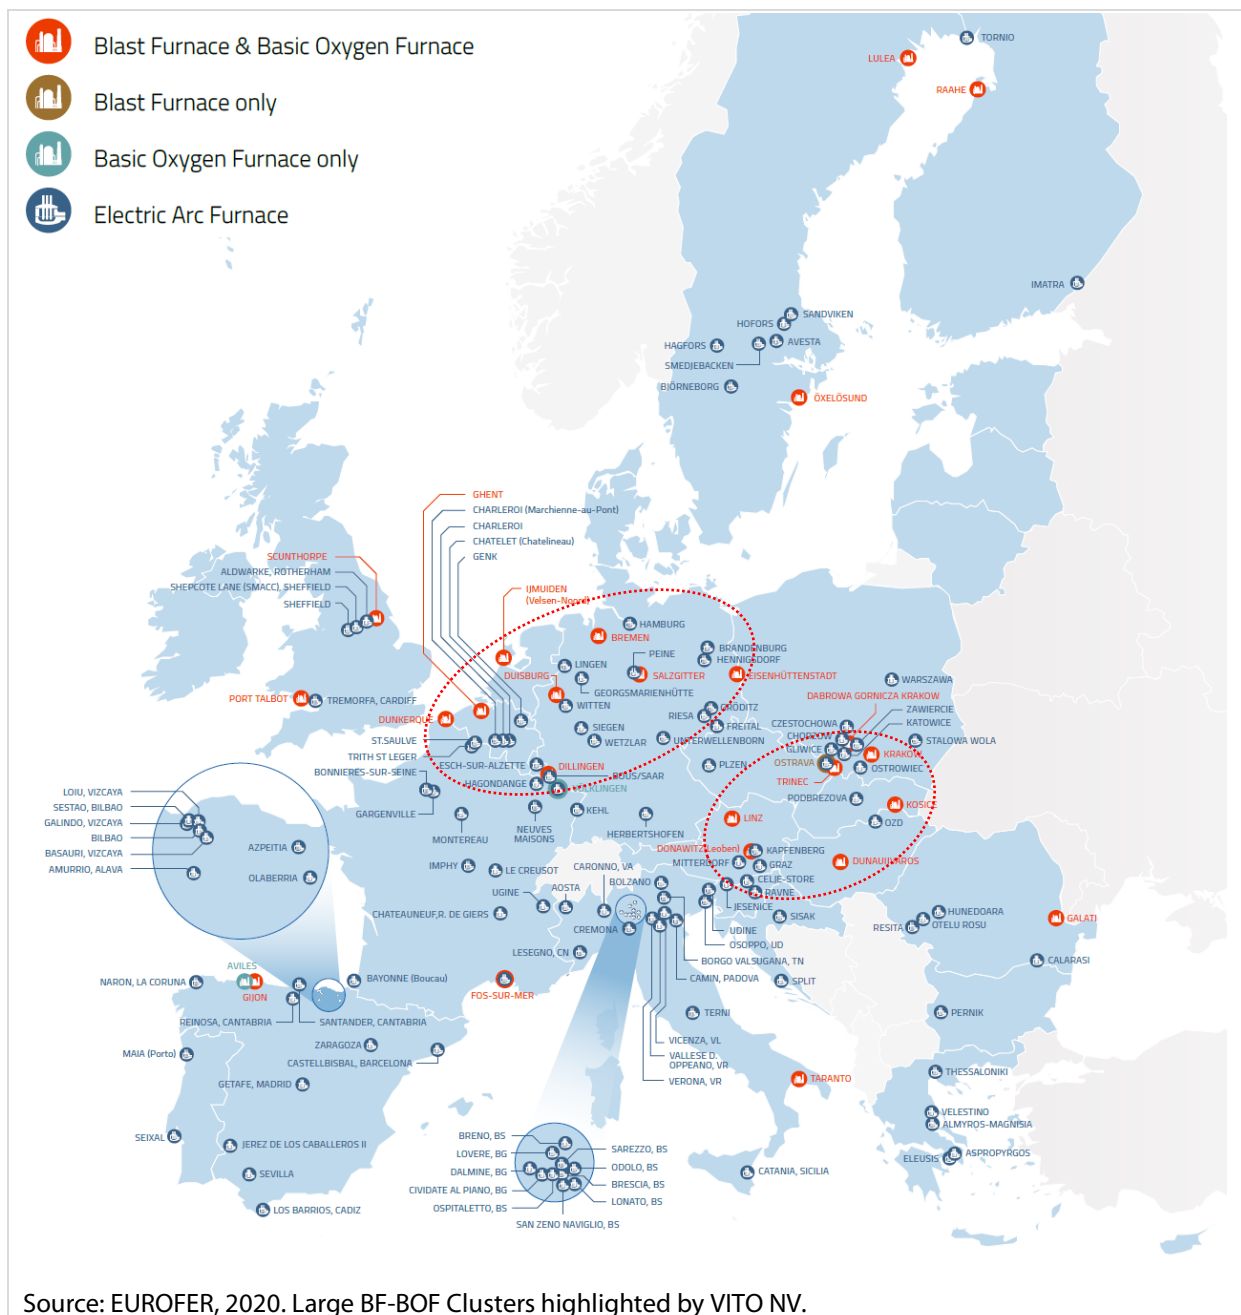 Blast Furnace & Basic Oxygen Furnace
Blast Furnace only
Basic Oxygen Furnace only
Electric Arc Furnace
TORNIO
LULEA
RAAHE
IMATRA
SANDVIKEN
HOFORS
AVESTA
HAGFORS
SMEDJEBACKEN
BJÖRNEBORG
ÖXELÖSUND
GHENT
CHARLEROI (Marchienne-au-Pont)
CHARLEROI
CHATELET (Chatelineau)
GENK
SCUNTHORPE
ALDWARKE, ROTHERHAM
SHEPCOTE LANE (SMACC), SHEFFIELD
SHEFFIELD
IJMUIDEN
(Velsen-Noord)
HAMBURG
BREMEN
BRANDENBURG
HENNIGSDORF
PEINE
LINGEN
SALZGITTER
EISENHÜTTENSTADT
DUISBURG
GEORGSMARIENHÜTTE
WARSZAWA
PORT TALBOT
TREMORFA, CARDIFF
WITTEN
DABROWA GORNICZA KRAKOW
GRÖDITZ
ZAWIERCIE
DUNKERQUE
RIESA
FREITAL
CZESTOCHOWA
KATOWICE
SIEGEN
CHORZOW
STALOWA WOLA
ST.SAULVE
WETZLAR
UNTERWELLENBORN
GLIWICE
KRAKOW
TRITH ST LEGER
ESCH-SUR-ALZETTE
DILLINGEN
PLZEN
OSTRAVA
OSTROWIEC
BONNIERES-SUR-SEINE
BOUS/SAAR
HAGONDANGE
VÖLKLINGEN
TRINEC
LOIU, VIZCAYA
PODBREZOVA
SESTAO, BILBAO
KOSICE
GALINDO, VIZCAYA
GARGENVILLE
KEHL
LINZ
OZD
BILBAO
AZPEITIA
MONTEREAU
NEUVES
MAISONS
HERBERTSHOFEN
BASAURI, VIZCAYA
DONAWITZ (Leoben)
KAPFENBERG
AMURRIO, ALAVA
IMPHY
LE CREUSOT
CARONNO, VA
MITTERDORF
GRAZ
DUNAUJVAROS
OLABERRIA
BOLZANO
CELJE-STORE
UGINE
AOSTA
RAVNE
JESENICE
CHATEAUNEUF,R. DE GIERS
SISAK
HUNEDOARA
GALATI
CREMONA
UDINE
RESITA
OTELU ROSU
OSOPPO, UD
LESEGNO, CN
BORGO VALSUGANA, TN
CALARASI
AVILES
NARON, LA CORUNA
BAYONNE (Boucau)
CAMIN, PADOVA
SPLIT
GIJON
FOS-SUR-MER
REINOSA, CANTABRIA
SANTANDER, CANTABRIA
TERNI
PERNIK
ZARAGOZA
VICENZA, VL
MAIA (Porto)
CASTELLBISBAL, BARCELONA
VALLESE D.
OPPEANO, VR
THESSALONIKI
GETAFE, MADRID
VERONA, VR
TARANTO
VELESTINO
ALMYROS-MAGNISIA
SEIXAL
BRENO, BS
JEREZ DE LOS CABALLEROS II
LOVERE, BG
SAREZZO, BS
ELEUSIS
ASPROPYRGOS
SEVILLA
DALMINE, BG
ODOLO, BS
CATANIA, SICILIA
CIVIDATE AL PIANO, BG
BRESCIA, BS
LOS BARRIOS, CADIZ
OSPITALETTO, BS
LONATO, BS
SAN ZENO NAVIGLIO, BS
Source: EUROFER, 2020. Large BF-BOF Clusters highlighted by VITO NV.